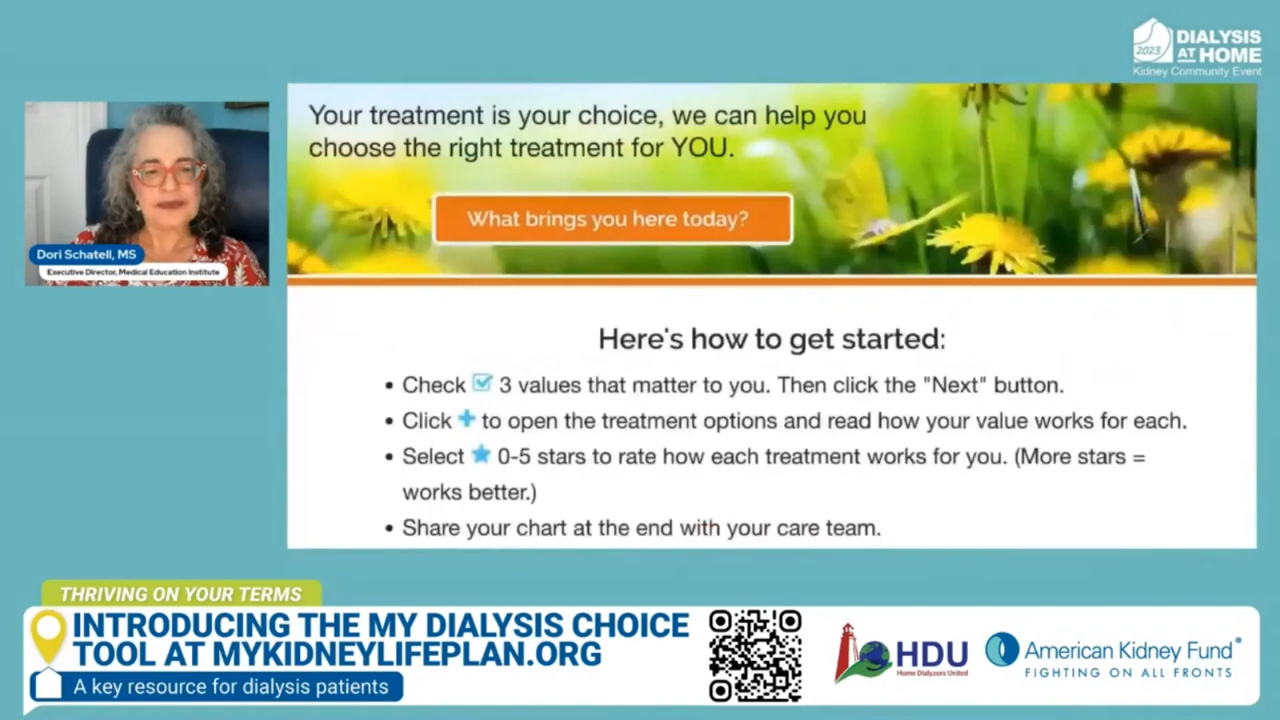 2023
DIALYSIS
AT HOME
Kidney Community Event
Your treatment is your choice, we can help you
choose the right treatment for YOU.
What brings you here today?
Dori Schatell, MS
Executive Director, Medical Education Institute
Here's how to get started:
• Check 3 values that matter to you. Then click the "Next" button.
• Click + to open the treatment options and read how your value works for each.
• Select ★ 0-5 stars to rate how each treatment works for you. (More stars =
works better.)
• Share your chart at the end with your care team.
THRIVING ON YOUR TERMS
INTRODUCING THE MY DIALYSIS CHOICE
TOOL AT MYKIDNEYLIFEPLAN.ORG
A key resource for dialysis patients
HDU
Home Dialyzors United
American Kidney Fund®
FIGHTING ON ALL FRONTS